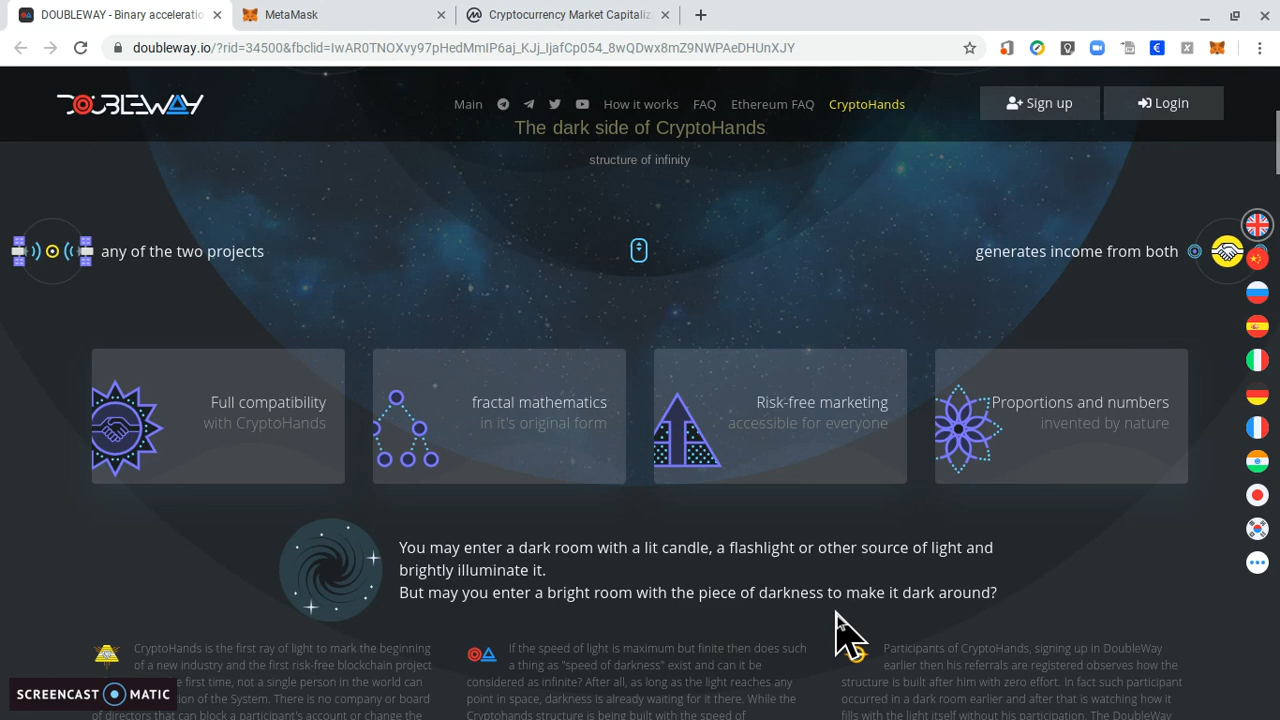 DOUBLEWAY - Binary acceleratio
MetaMask
Cryptocurrency Market Capitaliz
doubleway.io/?rid=34500&fbclid=IwAR0TNOXvy97pHedMmIP6aj_KJj_IjafCp054_8wQDwx8mZ9NWPAeDHUnXJY
DOUBLEWAY
Main
How it works
FAQ
Ethereum FAQ
CryptoHands
Sign up
Login
The dark side of CryptoHands
structure of infinity
any of the two projects
generates income from both
Full compatibility
with CryptoHands
fractal mathematics
in it's original form
Risk-free marketing
accessible for everyone
Proportions and numbers
invented by nature
You may enter a dark room with a lit candle, a flashlight or other source of light and
brightly illuminate it.
But may you enter a bright room with the piece of darkness to make it dark around?
CryptoHands is the first ray of light to mark the beginning
of a new industry and the first risk-free blockchain project
first time, not a single person in the world can
ion of the System. There is no company or board
of directors that can block a participant's account or change the
If the speed of light is maximum but finite then does such
a thing as "speed of darkness" exist and can it be
considered as infinite? After all, as long as the light reaches any
point in space, darkness is already waiting for it there. While the
Cryptohands structure is being built with the speed of
Participants of CryptoHands, signing up in DoubleWay
earlier then his referrals are registered observs how the
structure is built after him with zero effort. In fact such participant
occurred in a dark room earlier and after that is watching how it
fills with the light itself without his participation. The DoubleWay
SCREENCAST MATIC